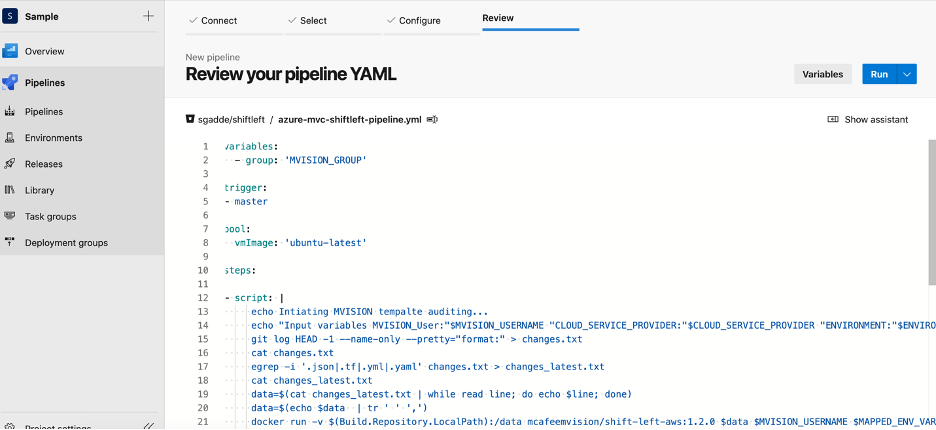 S Sample
Connect
Select
Configure
Review
Overview
New pipeline
Review your pipeline YAML
Variables
Run
Pipelines
Pipelines
Environments
Releases
Library
Task groups
Deployment groups
Project settings
sgadde/shiftleft / azure-mvc-shiftleft-pipeline.yml
Show assistant
1 variables:
2 - group: 'MVISION_GROUP'
3
4 trigger:
5 - master
6
7 pool:
8 vmImage: 'ubuntu-latest'
9
10 steps:
11
12 - script: |
13 echo Intiating MVISION tempalte auditing...
14 echo "Input variables MVISION_User:"$MVISION_USERNAME "CLOUD_SERVICE_PROVIDER:"$CLOUD_SERVICE_PROVIDER "ENVIRONMENT:"$ENVIRO
15 git log HEAD -1 --name-only --pretty="format:" > changes.txt
16 cat changes.txt
17 egrep -i '.json|.tf|.yml|.yaml' changes.txt > changes_latest.txt
18 cat changes_latest.txt
19 data=$(cat changes_latest.txt | while read line; do echo $line; done)
20 data=$(echo $data | tr ' ' ',')
21 docker run -v $(Build.Repository.LocalPath):/data mcafeemvision/shift-left-aws:1.2.0 $data $MVISION_USERNAME $MAPPED_ENV_VAR